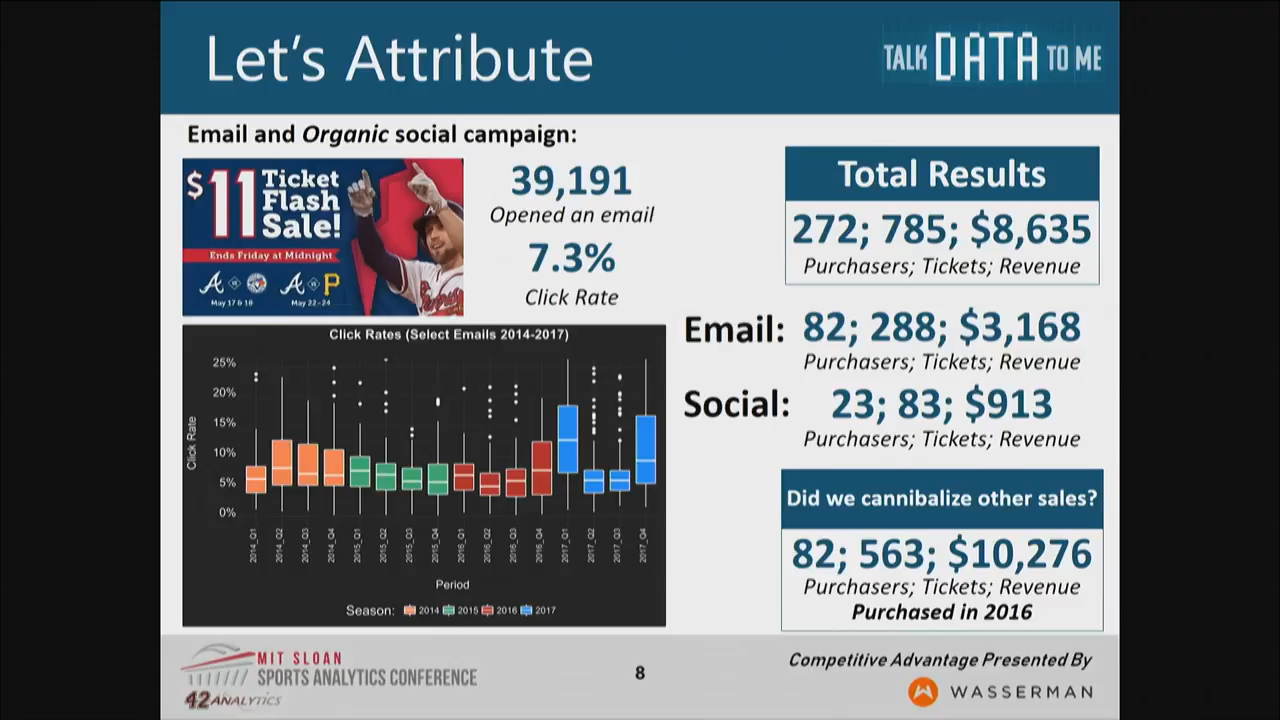 Let's Attribute
TALK DATA TO ME
Email and Organic social campaign:
$11 Ticket
Flash
Sale!
Ends Friday at Midnight
May 17 & 18
May 22-24
39,191
Opened an email
7.3%
Click Rate
Total Results
272; 785; $8,635
Purchasers; Tickets; Revenue
Email: 82; 288; $3,168
Purchasers; Tickets; Revenue
Social: 23; 83; $913
Purchasers; Tickets; Revenue
Did we cannibalize other sales?
82; 563; $10,276
Purchasers; Tickets; Revenue
Purchased in 2016
Click Rates (Select Emails 2014-2017)
Click Rate
25%
20%
15%
10%
5%
0%
2014_Q1
2014_Q2
2014_Q3
2014_Q4
2015_Q1
2015_Q2
2015_Q3
2015_Q4
2016_Q1
2016_Q2
2016_Q3
2016_Q4
2017_Q1
2017_Q2
2017_Q3
2017_Q4
Period
Season: 2014 2015 2016 2017
MIT SLOAN
SPORTS ANALYTICS CONFERENCE
42 ANALYTICS
8
Competitive Advantage Presented By
WASSERMAN